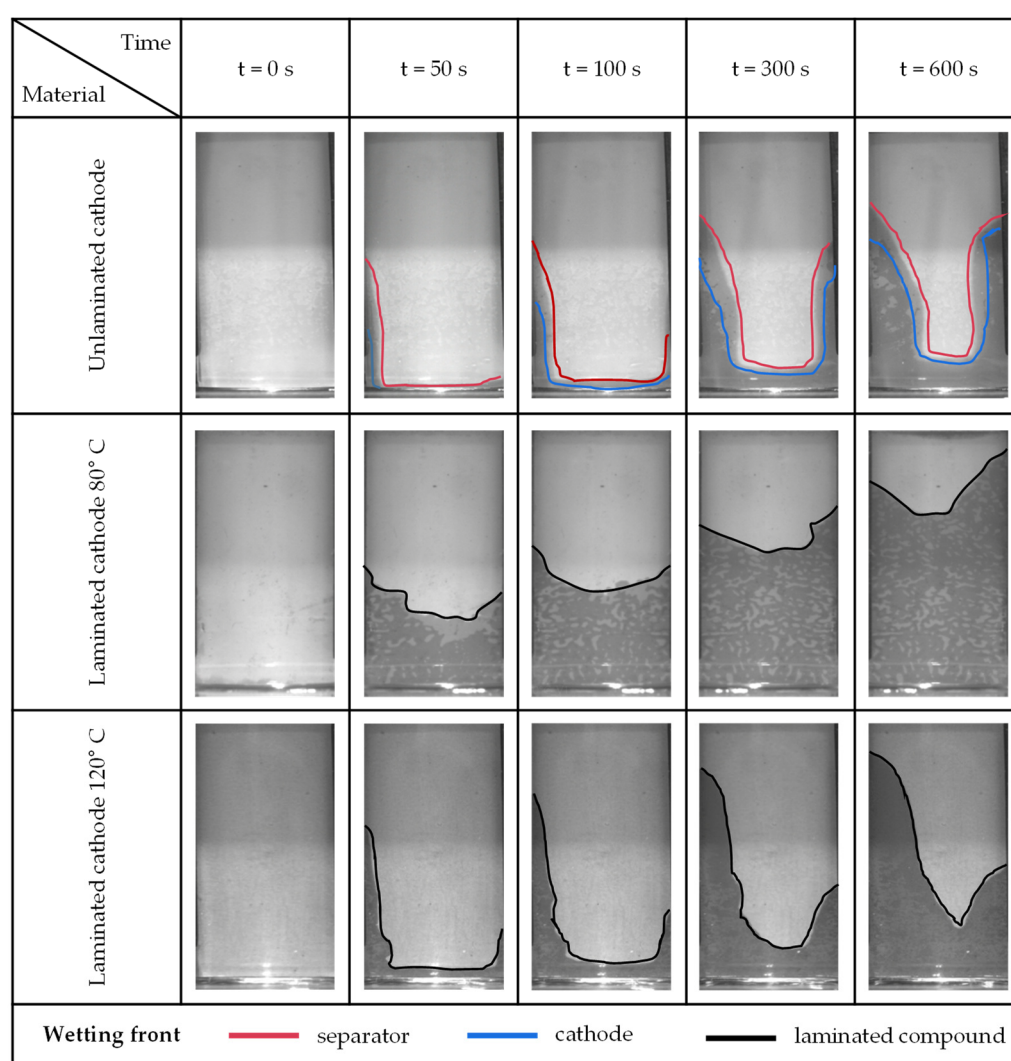 Time
Material
t = 0 s
t = 50 s
t = 100 s
t = 300 s
t = 600 s
Unlaminated cathode
Laminated cathode 80° C
Laminated cathode 120° C
Wetting front
separator
cathode
laminated compound